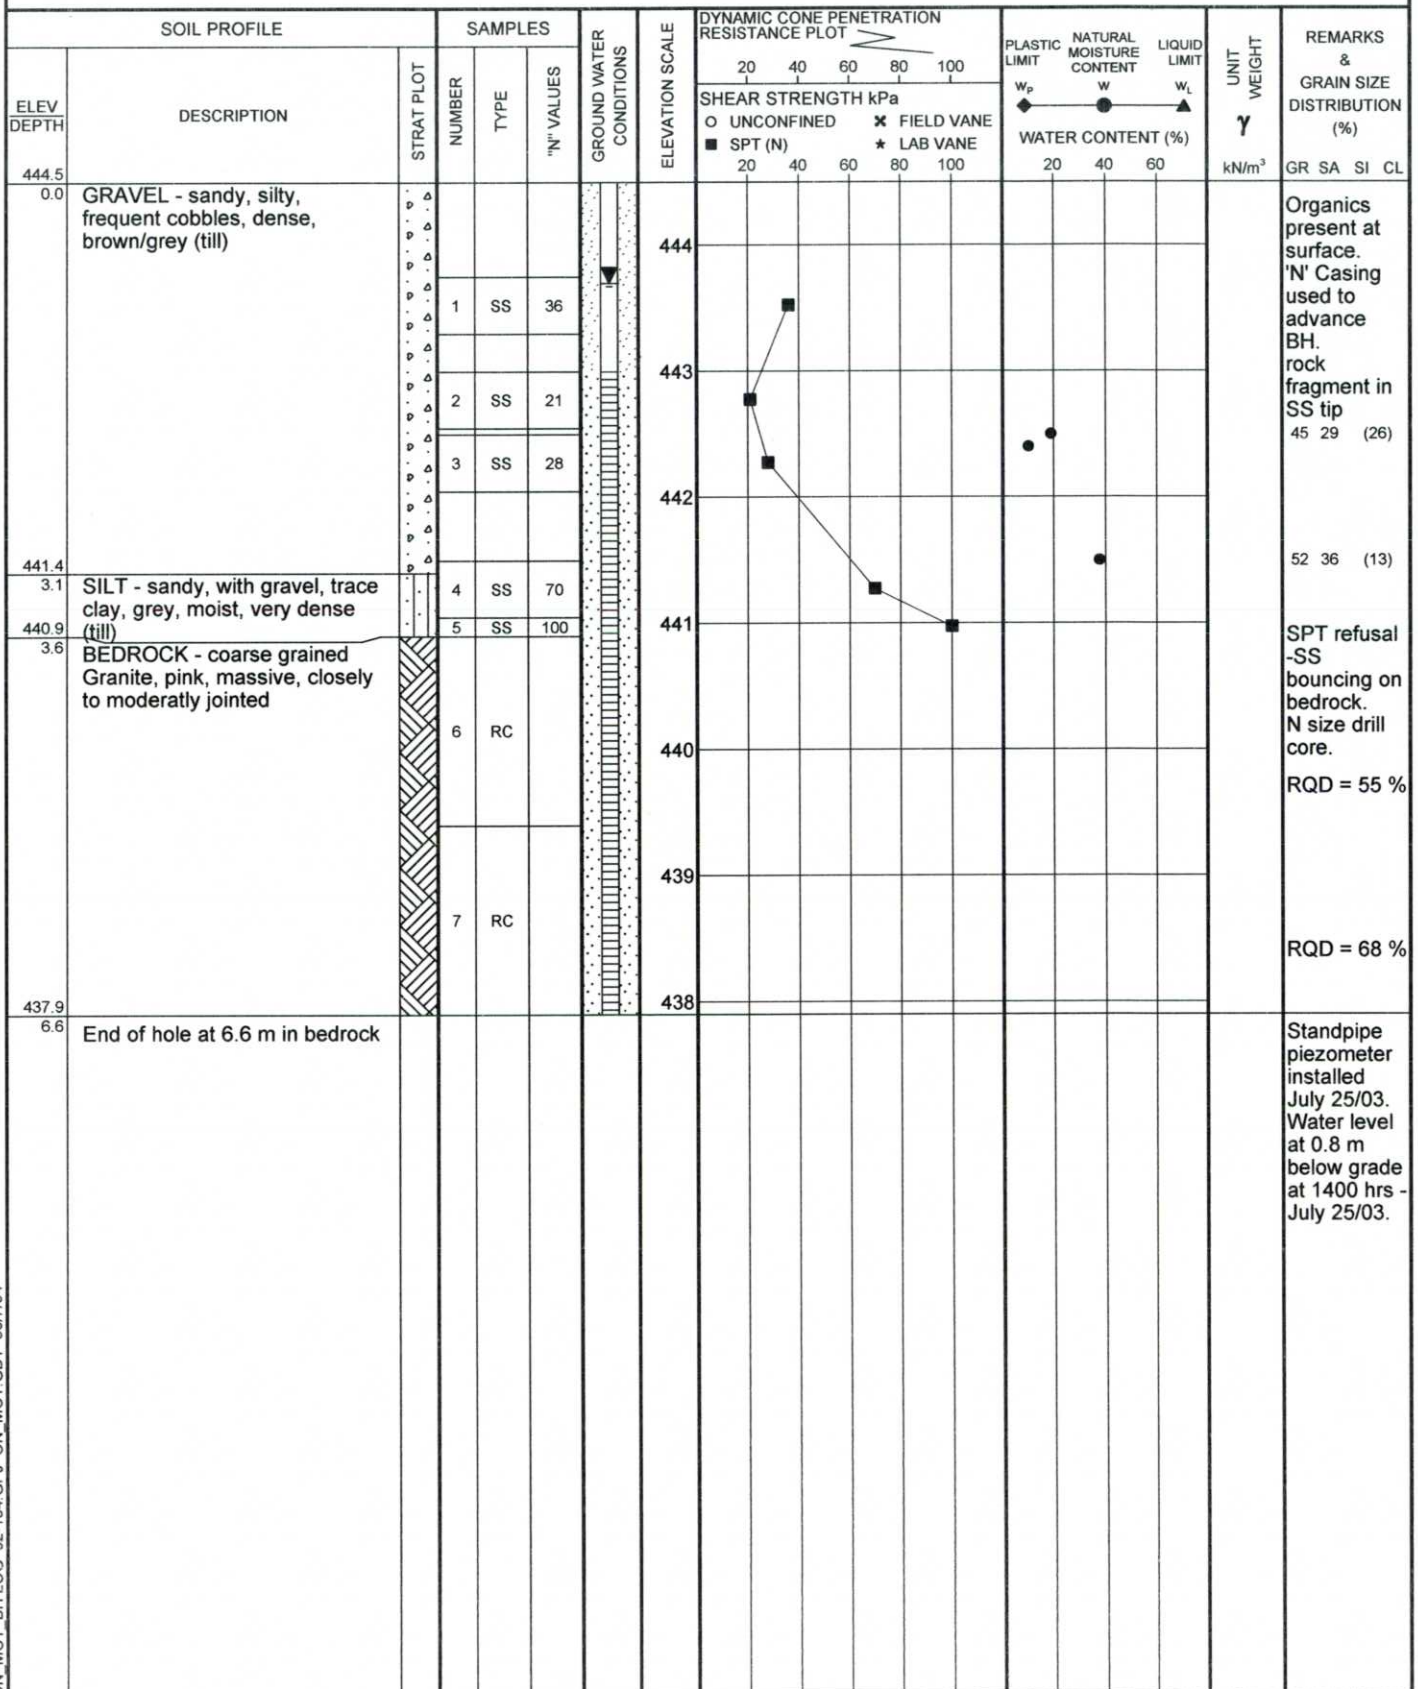 SOIL PROFILE
SAMPLES
GROUND WATER
CONDITIONS
ELEVATION SCALE
DYNAMIC CONE PENETRATION
RESISTANCE PLOT
20 40 60 80 100
SHEAR STRENGTH kPa
UNCONFINED FIELD VANE
SPT (N) LAB VANE
20 40 60 80 100
PLASTIC
LIMIT
NATURAL
MOISTURE
CONTENT
LIQUID
LIMIT
WP W WL
WATER CONTENT (%)
20 40 60
UNIT
WEIGHT
γ
kN/m³
REMARKS
&
GRAIN SIZE
DISTRIBUTION
(%)
GR SA SI CL
ELEV
DEPTH
DESCRIPTION
STRAT PLOT
NUMBER
TYPE
"N" VALUES
444.5
0.0
GRAVEL - sandy, silty,
frequent cobbles, dense,
brown/grey (till)
1 SS 36
2 SS 21
3 SS 28
441.4
3.1
SILT - sandy, with gravel, trace
clay, grey, moist, very dense
(till)
4 SS 70
5 SS 100
440.9
3.6
BEDROCK - coarse grained
Granite, pink, massive, closely
to moderatly jointed
6 RC
7 RC
437.9
6.6
End of hole at 6.6 m in bedrock
444
443
442
441
440
439
438
Organics
present at
surface.
'N' Casing
used to
advance
BH.
rock
fragment in
SS tip
45 29 (26)
52 36 (13)
SPT refusal
-SS
bouncing on
bedrock.
N size drill
core.
RQD = 55 %
RQD = 68 %
Standpipe
piezometer
installed
July 25/03.
Water level
at 0.8 m
below grade
at 1400 hrs -
July 25/03.